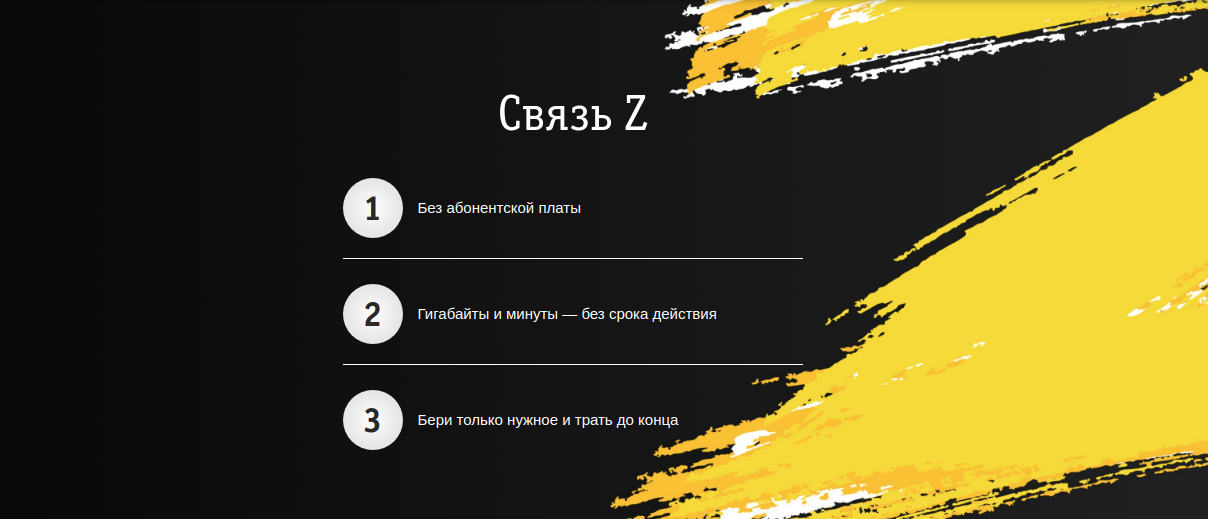 Связь Z
1
Без абонентской платы
2
Гигабайты и минуты — без срока действия
3
Бери только нужное и трать до конца